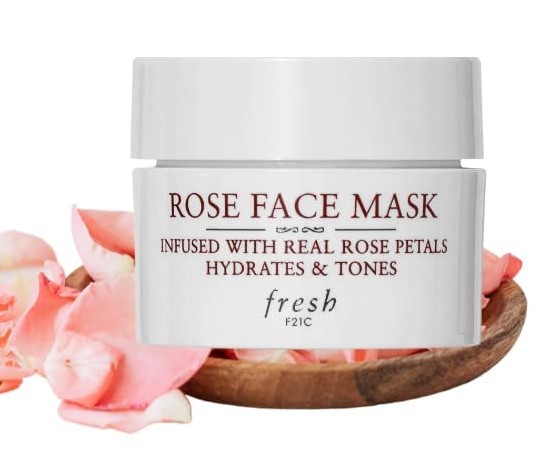 ROSE FACE MASK
INFUSED WITH REAL ROSE PETALS
HYDRATES & TONES
fresh
F21C